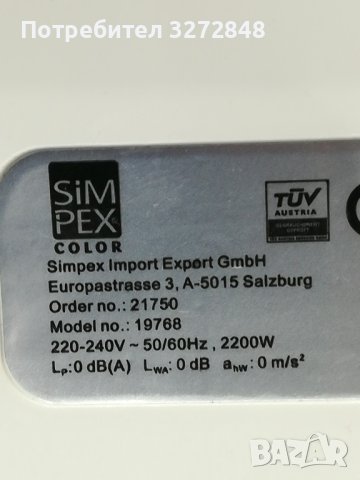 Потребител 3272848
SiM
PEX®
COLOR
TÜV
AUSTRIA
Simpex Import Export GmbH
Europastrasse 3, A-5015 Salzburg
Order no.: 21750
Model no.: 19768
220-240V ~ 50/60Hz , 2200W
LP:0 dB(A) LWA: 0 dB ahw: 0 m/s²
BAZAR